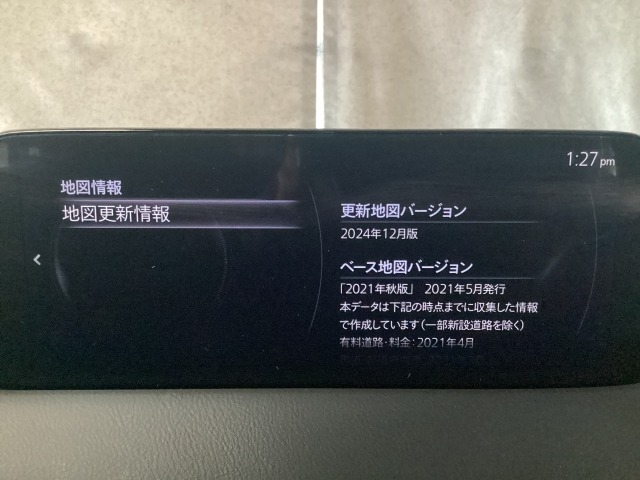 1:27 pm
地図情報
地図更新情報
更新地図バージョン
2024年12月版
ベース地図バージョン
「2021年秋版」 2021年5月発行
本データは下記の時点までに収集した情報
で作成しています(一部新設道路を除く)
有料道路・料金:2021年4月